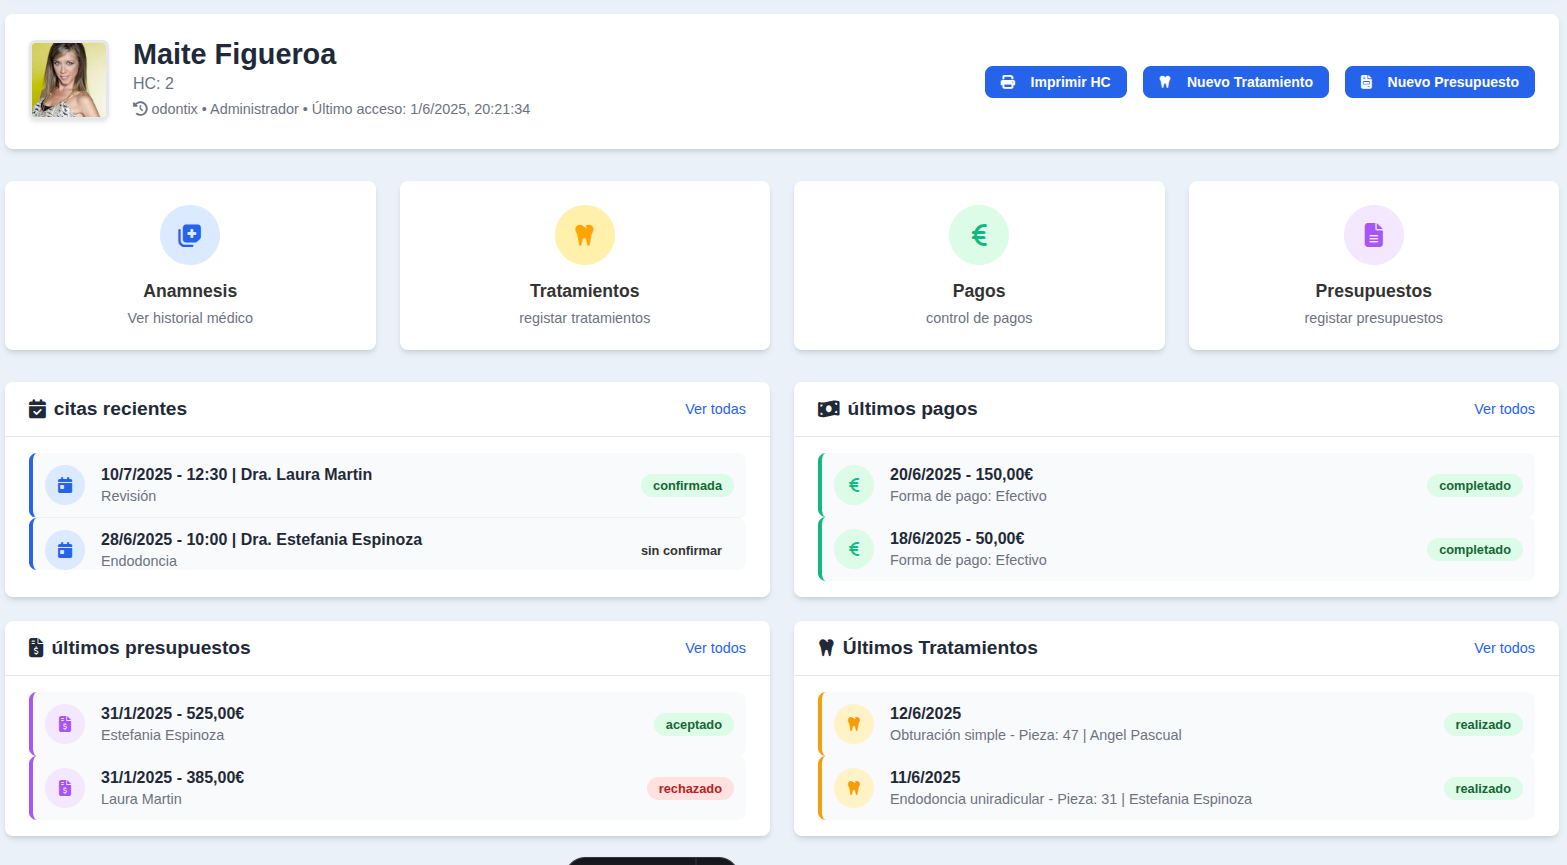 Maite Figueroa
HC: 2
odontix • Administrador • Último acceso: 1/6/2025, 20:21:34
Imprimir HC
Nuevo Tratamiento
Nuevo Presupuesto
Anamnesis
Ver historial médico
Tratamientos
registar tratamientos
Pagos
control de pagos
Presupuestos
registar presupuestos
citas recientes
Ver todas
10/7/2025 - 12:30 | Dra. Laura Martin
Revisión
confirmada
28/6/2025 - 10:00 | Dra. Estefania Espinoza
Endodoncia
sin confirmar
últimos pagos
Ver todos
20/6/2025 - 150,00€
Forma de pago: Efectivo
completado
18/6/2025 - 50,00€
Forma de pago: Efectivo
completado
últimos presupuestos
Ver todos
31/1/2025 - 525,00€
Estefania Espinoza
aceptado
31/1/2025 - 385,00€
Laura Martin
rechazado
Últimos Tratamientos
Ver todos
12/6/2025
Obturación simple - Pieza: 47 | Angel Pascual
realizado
11/6/2025
Endodoncia uniradicular - Pieza: 31 | Estefania Espinoza
realizado